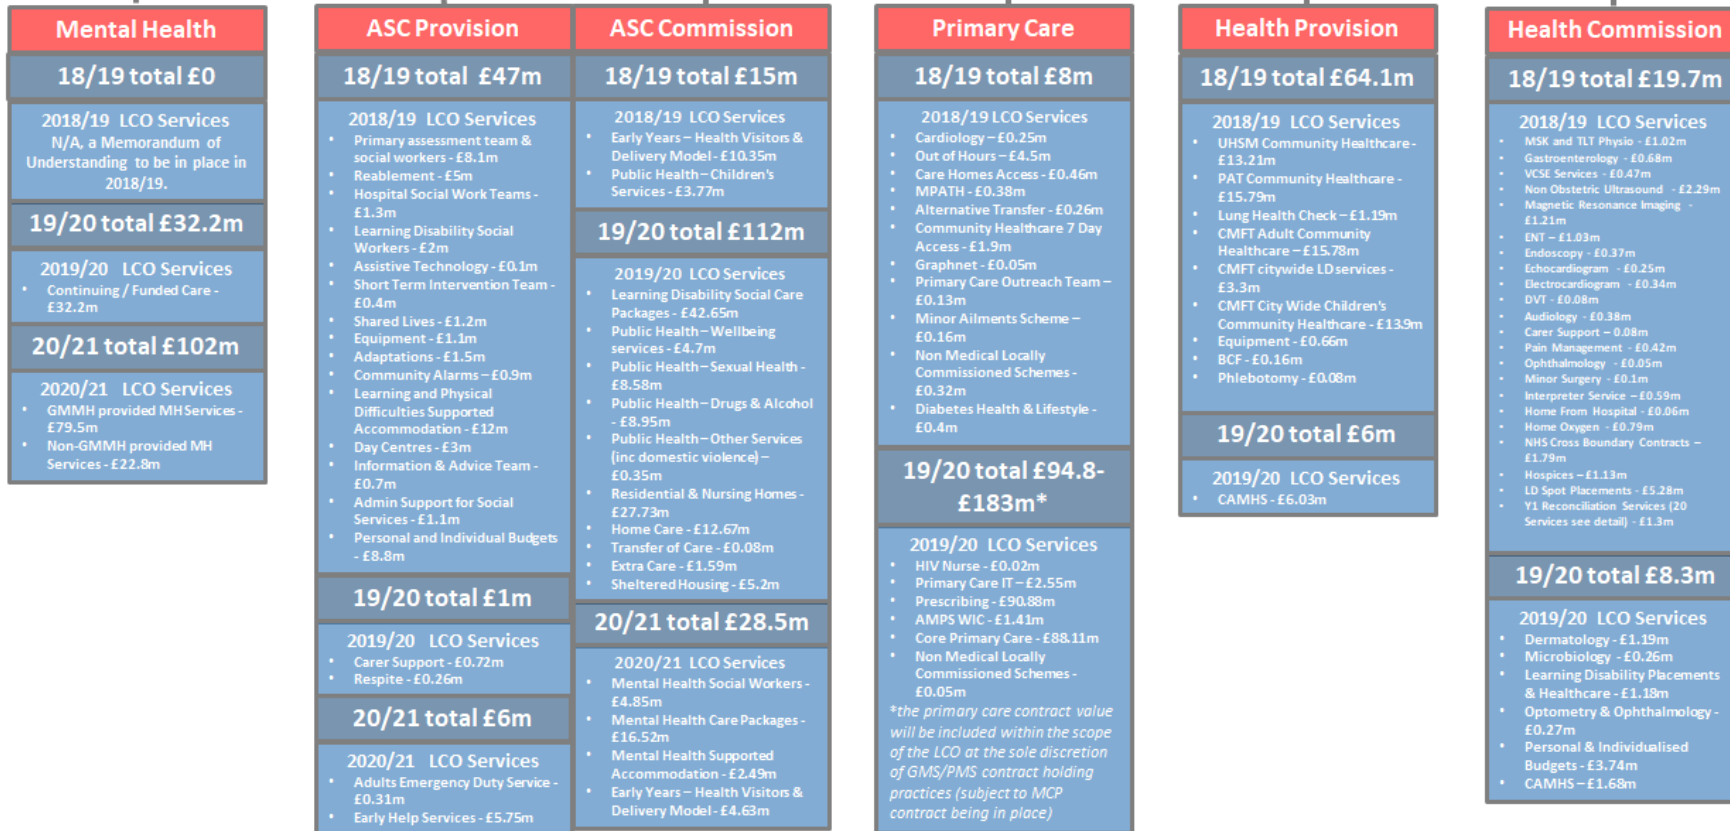 Mental Health
18/19 total £0
2018/19 LCO Services
N/A, a Memorandum of
Understanding to be in place in
2018/19.
19/20 total £32.2m
2019/20 LCO Services
• Continuing / Funded Care -
£32.2m
20/21 total £102m
2020/21 LCO Services
• GMMH provided MH Services -
£79.5m
• Non-GMMH provided MH
Services - £22.8m
ASC Provision
18/19 total £47m
2018/19 LCO Services
• Primary assessment team &
social workers - £8.1m
• Reablement - £5m
• Hospital Social Work Teams -
£1.3m
• Learning Disability Social
Workers - £2m
• Assistive Technology - £0.1m
• Short Term Intervention Team -
£0.4m
• Shared Lives - £1.2m
• Equipment - £1.1m
• Adaptations - £1.5m
• Community Alarms – £0.9m
• Learning and Physical
Difficulties Supported
Accommodation - £12m
• Day Centres - £3m
• Information & Advice Team -
£0.7m
• Admin Support for Social
Services - £1.1m
• Personal and Individual Budgets
- £8.8m
19/20 total £1m
2019/20 LCO Services
• Carer Support - £0.72m
• Respite - £0.26m
20/21 total £6m
2020/21 LCO Services
• Adults Emergency Duty Service -
£0.31m
• Early Help Services - £5.75m
ASC Commission
18/19 total £15m
2018/19 LCO Services
• Early Years – Health Visitors &
Delivery Model - £10.35m
• Public Health – Children's
Services - £3.77m
19/20 total £112m
2019/20 LCO Services
• Learning Disability Social Care
Packages - £42.65m
• Public Health – Wellbeing
services - £4.7m
• Public Health – Sexual Health -
£8.58m
• Public Health – Drugs & Alcohol
- £8.95m
• Public Health – Other Services
(inc domestic violence) –
£0.35m
• Residential & Nursing Homes -
£27.73m
• Home Care - £12.67m
• Transfer of Care - £0.08m
• Extra Care - £1.59m
• Sheltered Housing - £5.2m
20/21 total £28.5m
2020/21 LCO Services
• Mental Health Social Workers -
£4.85m
• Mental Health Care Packages -
£16.52m
• Mental Health Supported
Accommodation - £2.49m
• Early Years – Health Visitors &
Delivery Model - £4.63m
Primary Care
18/19 total £8m
2018/19 LCO Services
• Cardiology – £0.25m
• Out of Hours – £4.5m
• Care Homes Access - £0.46m
• MPATH - £0.38m
• Alternative Transfer - £0.26m
• Community Healthcare 7 Day
Access - £1.9m
• Graphnet - £0.05m
• Primary Care Outreach Team –
£0.13m
• Minor Ailments Scheme –
£0.16m
• Non Medical Locally
Commissioned Schemes -
£0.32m
• Diabetes Health & Lifestyle -
£0.4m
19/20 total £94.8-
£183m*
2019/20 LCO Services
• HIV Nurse - £0.02m
• Primary Care IT – £2.55m
• Prescribing - £90.88m
• AMPS WIC - £1.41m
• Core Primary Care - £88.11m
• Non Medical Locally
Commissioned Schemes -
£0.05m
*the primary care contract value
will be included within the scope
of the LCO at the sole discretion
of GMS/PMS contract holding
practices (subject to MCP
contract being in place)
Health Provision
18/19 total £64.1m
2018/19 LCO Services
• UHSM Community Healthcare -
£13.21m
• PAT Community Healthcare -
£15.79m
• Lung Health Check – £1.19m
• CMFT Adult Community
Healthcare – £15.78m
• CMFT citywide LD services -
£3.3m
• CMFT City Wide Children's
Community Healthcare - £13.9m
• Equipment - £0.66m
• BCF - £0.16m
• Phlebotomy - £0.08m
19/20 total £6m
2019/20 LCO Services
• CAMHS - £6.03m
Health Commission
18/19 total £19.7m
2018/19 LCO Services
• MSK and TLT Physio - £1.02m
• Gastroenterology - £0.68m
• VCSE Services - £0.47m
• Non Obstetric Ultrasound - £2.29m
• Magnetic Resonance Imaging -
£1.21m
• ENT – £1.03m
• Endoscopy - £0.37m
• Echocardiogram - £0.25m
• Electrocardiogram - £0.34m
• DVT - £0.08m
• Audiology - £0.38m
• Carer Support – 0.08m
• Pain Management - £0.42m
• Ophthalmology - £0.05m
• Minor Surgery - £0.1m
• Interpreter Service – £0.59m
• Home From Hospital - £0.06m
• Home Oxygen - £0.79m
• NHS Cross Boundary Contracts –
£1.79m
• Hospices – £1.13m
• LD Spot Placements - £5.28m
• Y1 Reconciliation Services (20
Services see detail) - £1.3m
19/20 total £8.3m
2019/20 LCO Services
• Dermatology - £1.19m
• Microbiology - £0.26m
• Learning Disability Placements
& Healthcare - £1.18m
• Optometry & Ophthalmology -
£0.27m
• Personal & Individualised
Budgets - £3.74m
• CAMHS – £1.68m